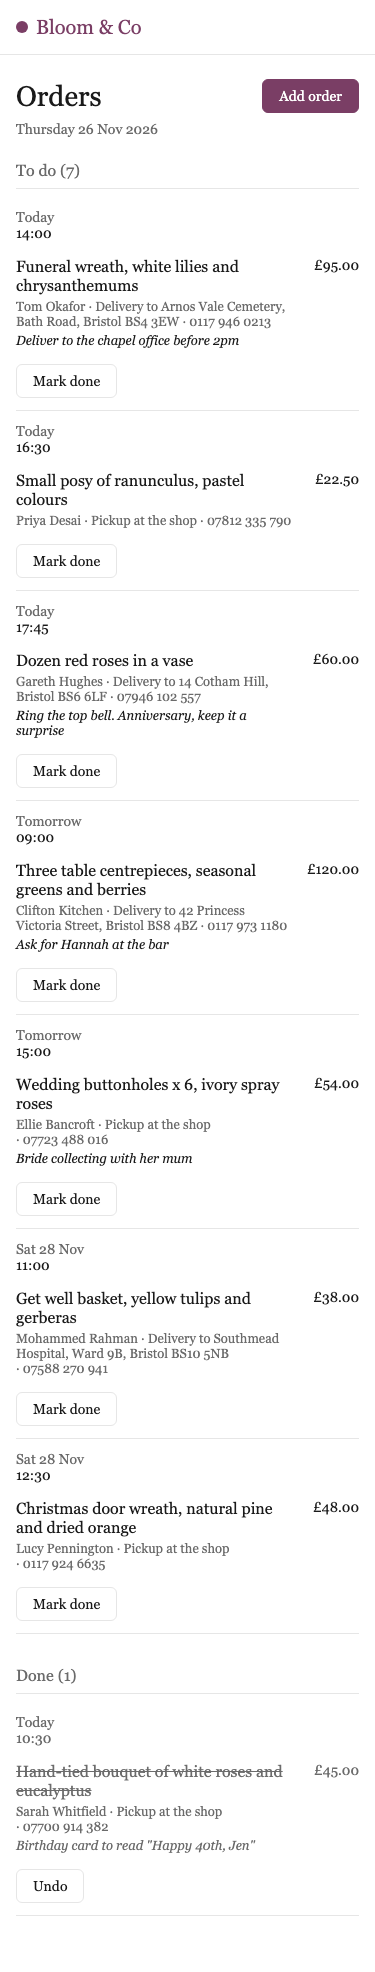 Bloom & Co
Orders
Add order
Thursday 26 Nov 2026
To do (7)
Today
14:00
Funeral wreath, white lilies and
chrysanthemums
£95.00
Tom Okafor · Delivery to Arnos Vale Cemetery,
Bath Road, Bristol BS4 3EW · 0117 946 0213
Deliver to the chapel office before 2pm
Mark done
Today
16:30
Small posy of ranunculus, pastel
colours
£22.50
Priya Desai · Pickup at the shop · 07812 335 790
Mark done
Today
17:45
Dozen red roses in a vase
£60.00
Gareth Hughes · Delivery to 14 Cotham Hill,
Bristol BS6 6LF · 07946 102 557
Ring the top bell. Anniversary, keep it a
surprise
Mark done
Tomorrow
09:00
Three table centrepieces, seasonal
greens and berries
£120.00
Clifton Kitchen · Delivery to 42 Princess
Victoria Street, Bristol BS8 4BZ · 0117 973 1180
Ask for Hannah at the bar
Mark done
Tomorrow
15:00
Wedding buttonholes x 6, ivory spray
roses
£54.00
Ellie Bancroft · Pickup at the shop
· 07723 488 016
Bride collecting with her mum
Mark done
Sat 28 Nov
11:00
Get well basket, yellow tulips and
gerberas
£38.00
Mohammed Rahman · Delivery to Southmead
Hospital, Ward 9B, Bristol BS10 5NB
· 07588 270 941
Mark done
Sat 28 Nov
12:30
Christmas door wreath, natural pine
and dried orange
£48.00
Lucy Pennington · Pickup at the shop
· 0117 924 6635
Mark done
Done (1)
Today
10:30
Hand-tied bouquet of white roses and
eucalyptus
£45.00
Sarah Whitfield · Pickup at the shop
· 07700 914 382
Birthday card to read "Happy 40th, Jen"
Undo